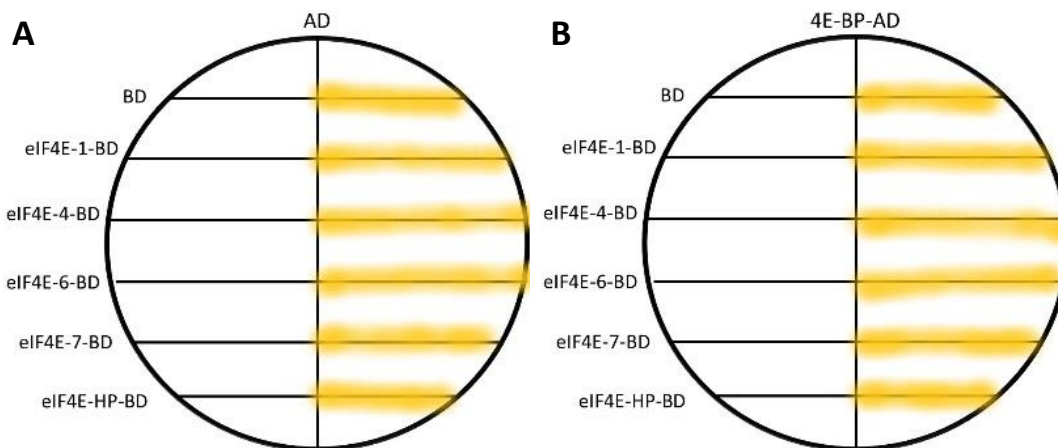 A
AD
BD
eIF4E-1-BD
eIF4E-4-BD
eIF4E-6-BD
eIF4E-7-BD
eIF4E-HP-BD
B
4E-BP-AD
BD
eIF4E-1-BD
eIF4E-4-BD
eIF4E-6-BD
eIF4E-7-BD
eIF4E-HP-BD